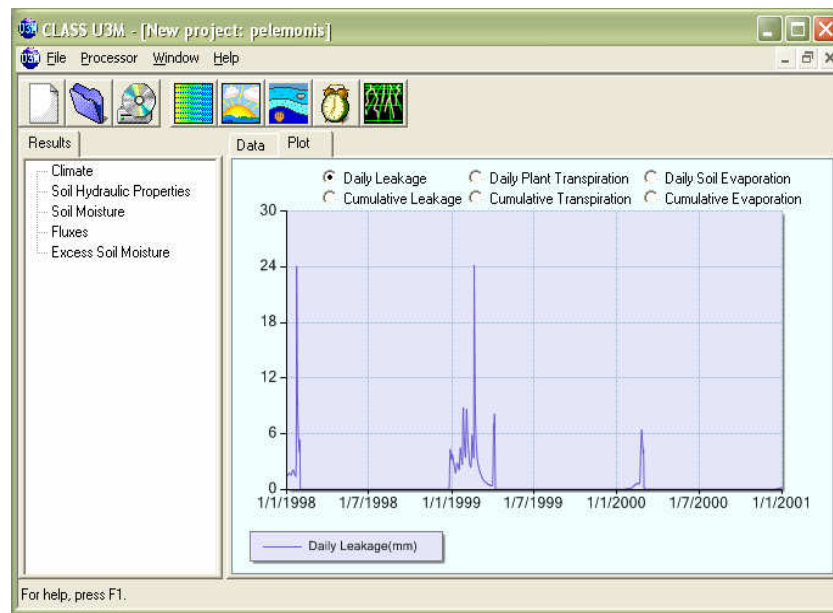 CLASS U3M - [New project: pelemonis]
File Processor Window Help
Results
Data Plot
Climate
Soil Hydraulic Properties
Soil Moisture
Fluxes
Excess Soil Moisture
Daily Leakage Daily Plant Transpiration Daily Soil Evaporation
Cumulative Leakage Cumulative Transpiration Cumulative Evaporation
30
24
18
12
6
0
1/1/1998 1/7/1998 1/1/1999 1/7/1999 1/1/2000 1/7/2000 1/1/2001
Daily Leakage(mm)
For help, press F1.